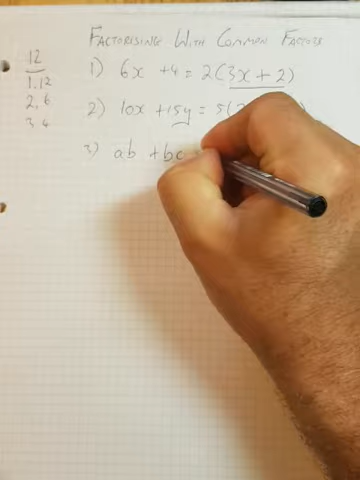 Factorising With Common Factors
12
1, 12
2, 6
3, 4
1) 6x + 4 = 2(3x + 2)
2) 10x + 15y = 5(
3) ab + bc